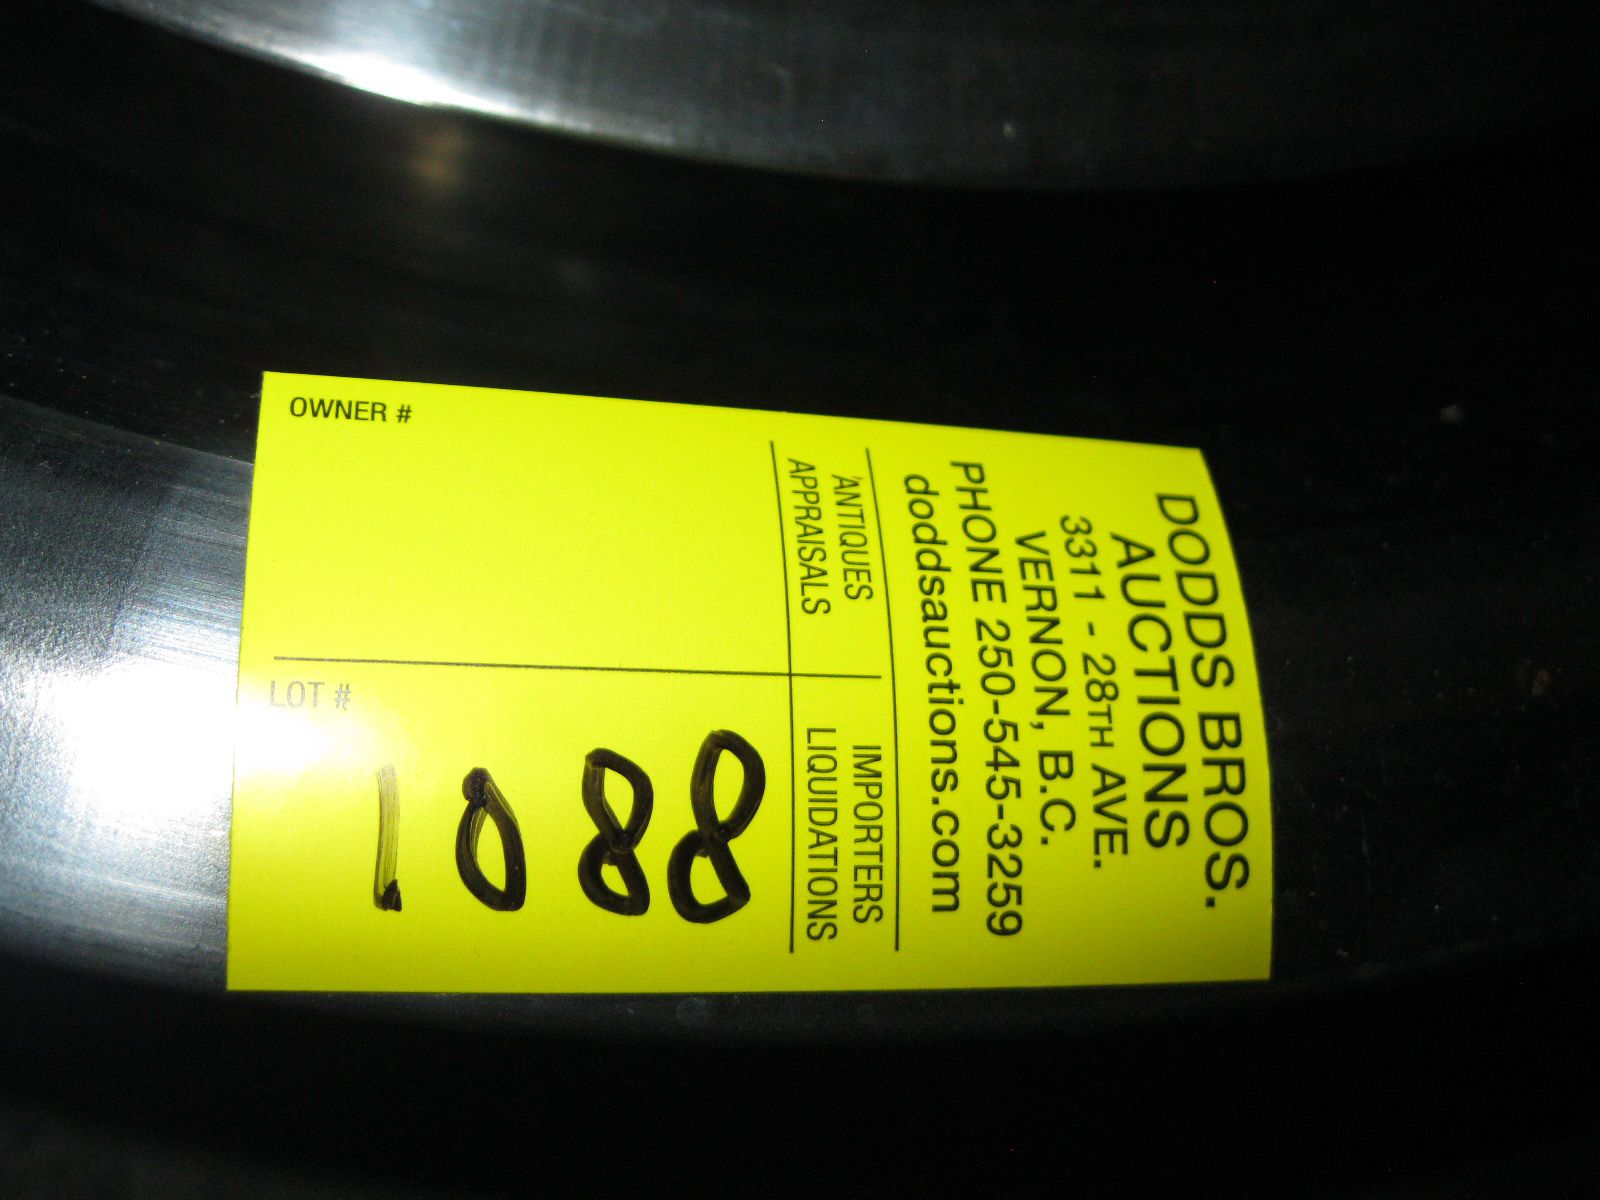 DODDS BROS.
AUCTIONS
3311 - 28TH AVE.
VERNON, B.C.
PHONE 250-545-3259
doddsauctions.com
ANTIQUES
APPRAISALS
IMPORTERS
LIQUIDATIONS
OWNER #
LOT #
1088